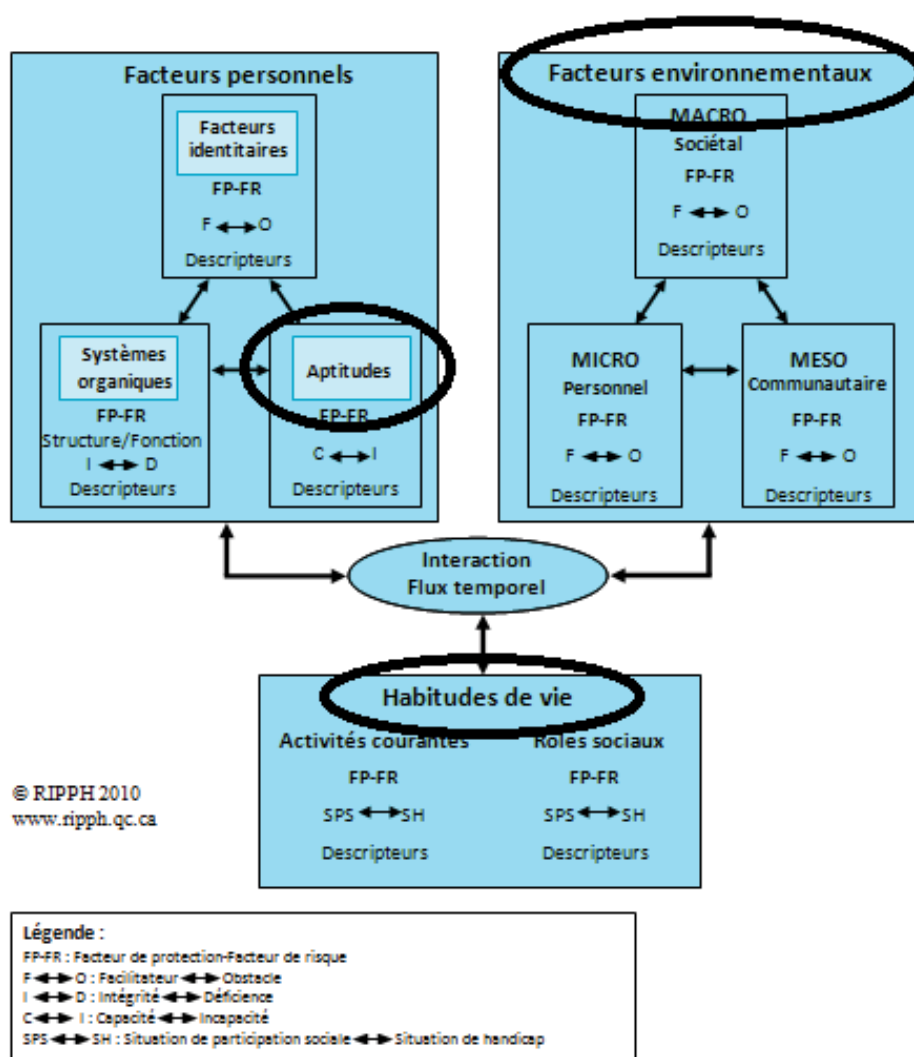 Facteurs personnels
Facteurs
identitaires
FP-FR
F O
Descripteurs
Systèmes
organiques
FP-FR
Structure/Fonction
I D
Descripteurs
Aptitudes
FP-FR
C I
Descripteurs
Facteurs environnementaux
MACRO
Sociétal
FP-FR
F O
Descripteurs
MICRO
Personnel
FP-FR
F O
Descripteurs
MESO
Communautaire
FP-FR
F O
Descripteurs
Interaction
Flux temporel
Habitudes de vie
Activités courantes
FP-FR
SPS SH
Descripteurs
Roles sociaux
FP-FR
SPS SH
Descripteurs
© RIPPH 2010
www.ripph.qc.ca
Légende :
FP-FR : Facteur de protection-Facteur de risque
F O : Facilitateur Obstacle
I D : Intégrité Déficience
C I : Capacité Incapacité
SPS SH : Situation de participation sociale Situation de handicap